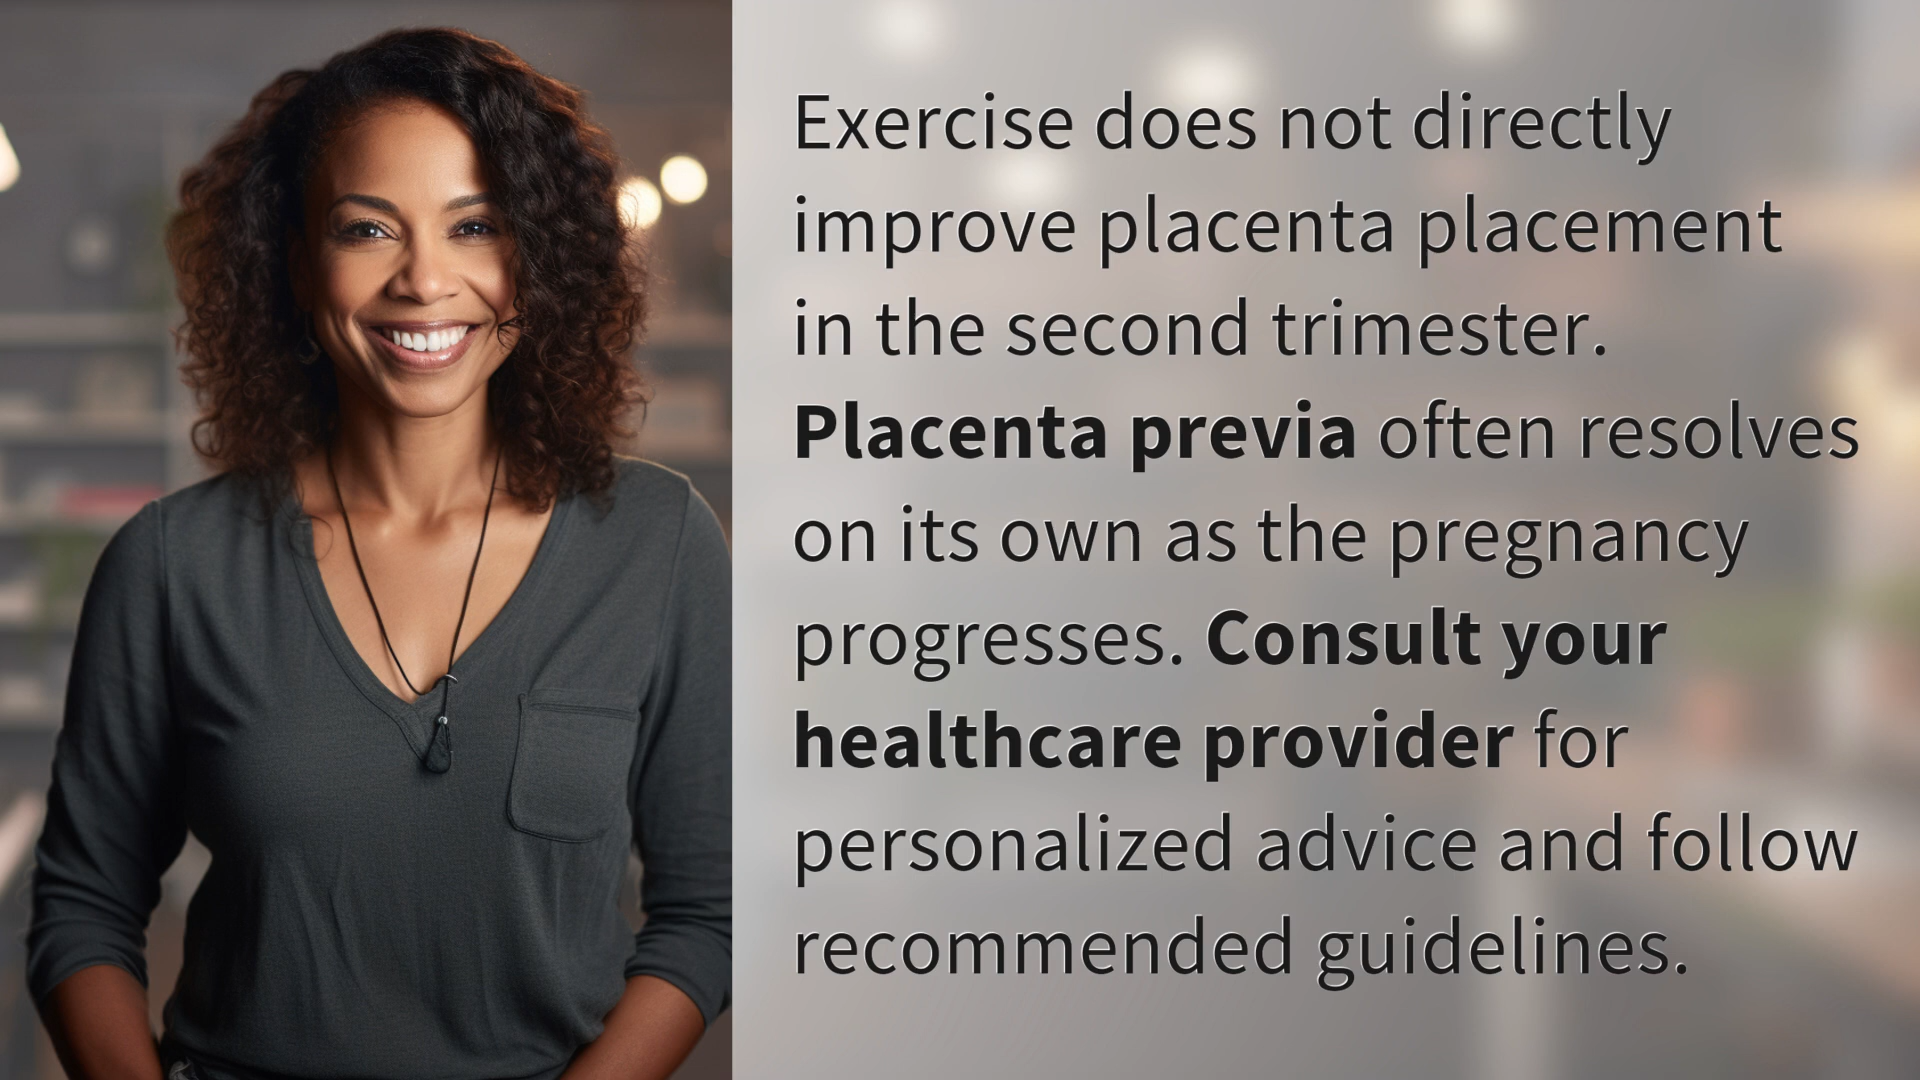 Exercise does not directly
improve placenta placement
in the second trimester.
Placenta previa often resolves
on its own as the pregnancy
progresses. Consult your
healthcare provider for
personalized advice and follow
recommended guidelines.